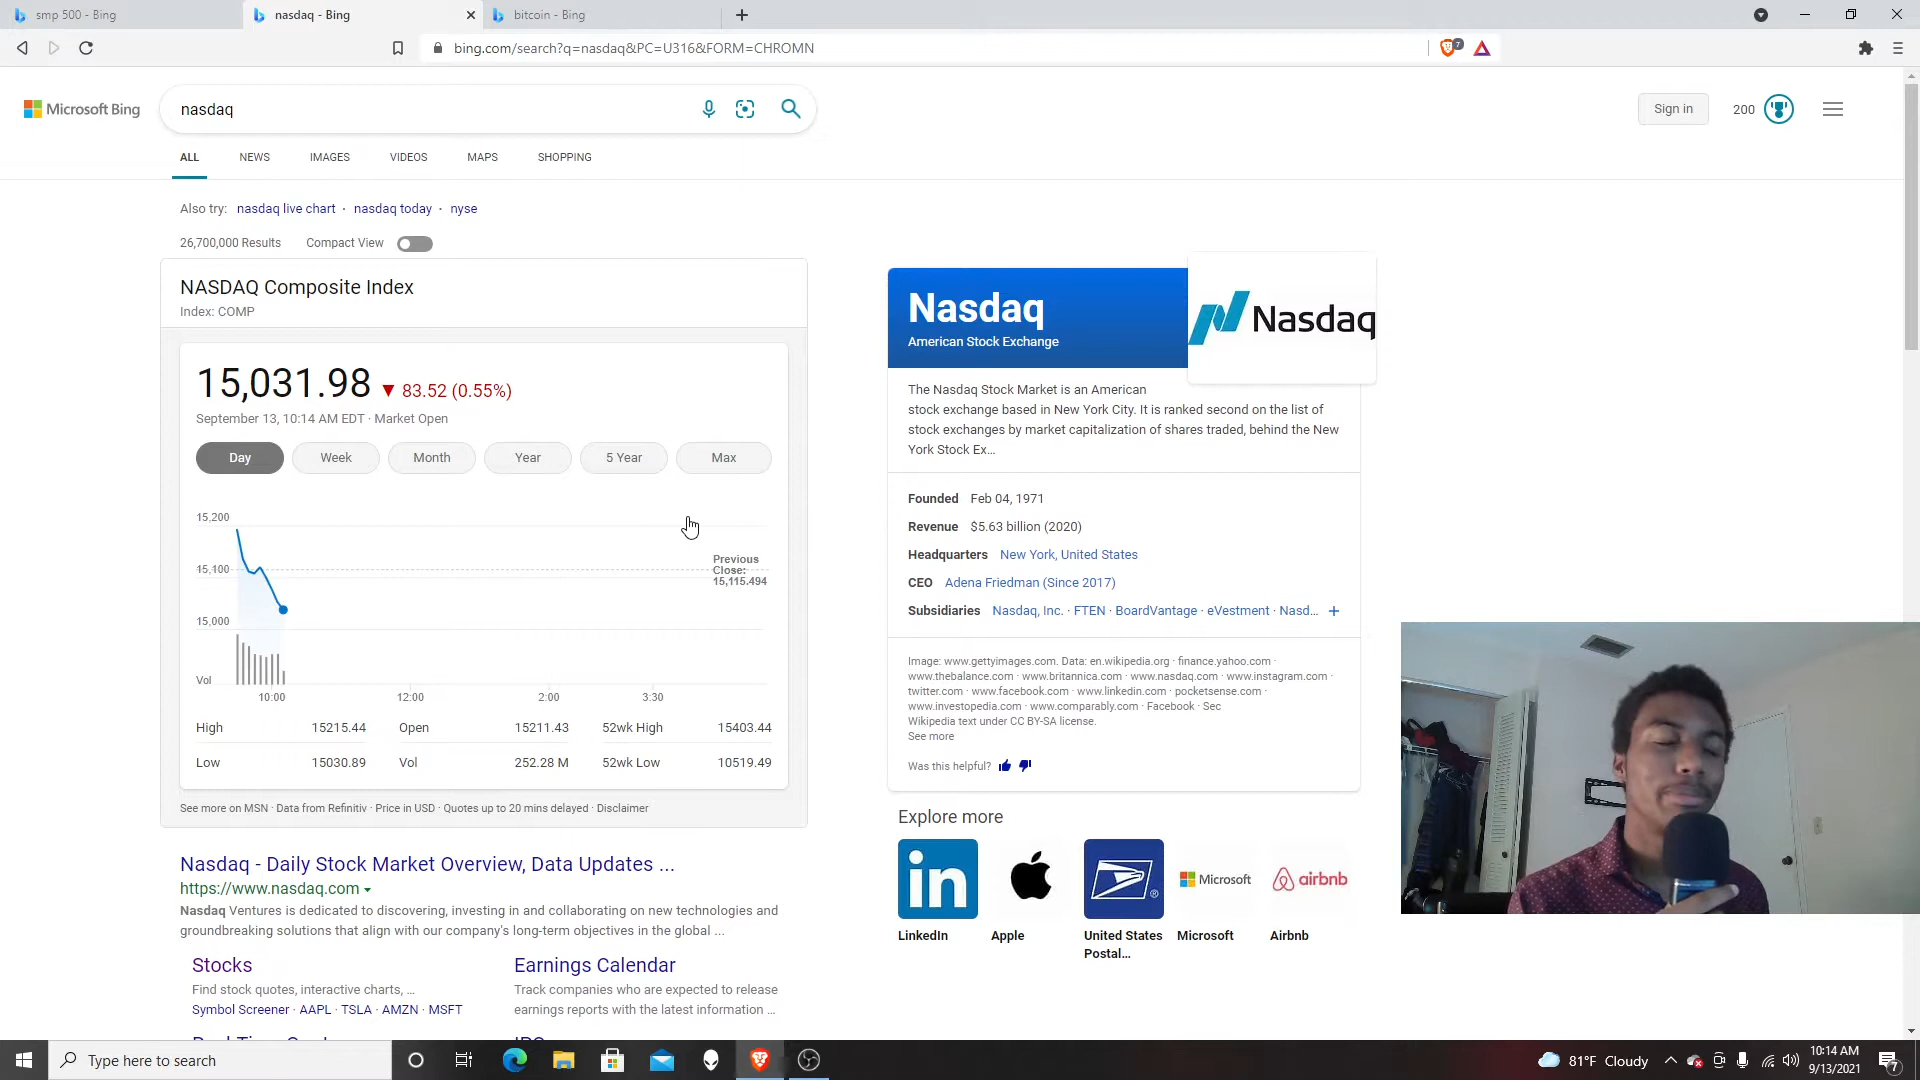 smp 500 - Bing
nasdaq - Bing
bitcoin - Bing
bing.com/search?q=nasdaq&PC=U316&FORM=CHROMN
7
Microsoft Bing
nasdaq
Sign in
200
ALL NEWS IMAGES VIDEOS MAPS SHOPPING
Also try: nasdaq live chart · nasdaq today · nyse
26,700,000 Results Compact View
NASDAQ Composite Index
Index: COMP
15,031.98 ▼ 83.52 (0.55%)
September 13, 10:14 AM EDT · Market Open
Day Week Month Year 5 Year Max
15,200
15,100
15,000
Vol
Previous
Close:
15,115.494
10:00 12:00 2:00 3:30
High 15215.44 Open 15211.43 52wk High 15403.44
Low 15030.89 Vol 252.28 M 52wk Low 10519.49
See more on MSN · Data from Refinitiv · Price in USD · Quotes up to 20 mins delayed · Disclaimer
Nasdaq - Daily Stock Market Overview, Data Updates ...
https://www.nasdaq.com
Nasdaq Ventures is dedicated to discovering, investing in and collaborating on new technologies and
groundbreaking solutions that align with our company's long-term objectives in the global ...
Stocks
Find stock quotes, interactive charts, ...
Symbol Screener · AAPL · TSLA · AMZN · MSFT
Earnings Calendar
Track companies who are expected to release
earnings reports with the latest information ...
Nasdaq
American Stock Exchange
Nasdaq
The Nasdaq Stock Market is an American
stock exchange based in New York City. It is ranked second on the list of
stock exchanges by market capitalization of shares traded, behind the New
York Stock Ex...
Founded Feb 04, 1971
Revenue $5.63 billion (2020)
Headquarters New York, United States
CEO Adena Friedman (Since 2017)
Subsidiaries Nasdaq, Inc. · FTEN · BoardVantage · eVestment · Nasd... +
Image: www.gettyimages.com. Data: en.wikipedia.org · finance.yahoo.com ·
www.thebalance.com · www.britannica.com · www.nasdaq.com · www.instagram.com ·
twitter.com · www.facebook.com · www.linkedin.com · pocketsense.com ·
www.investopedia.com · www.comparably.com · Facebook · Sec
Wikipedia text under CC BY-SA license.
See more
Was this helpful?
Explore more
in
Microsoft
airbnb
LinkedIn
Apple
United States
Postal...
Microsoft
Airbnb
Type here to search
81°F Cloudy
10:14 AM
9/13/2021
7